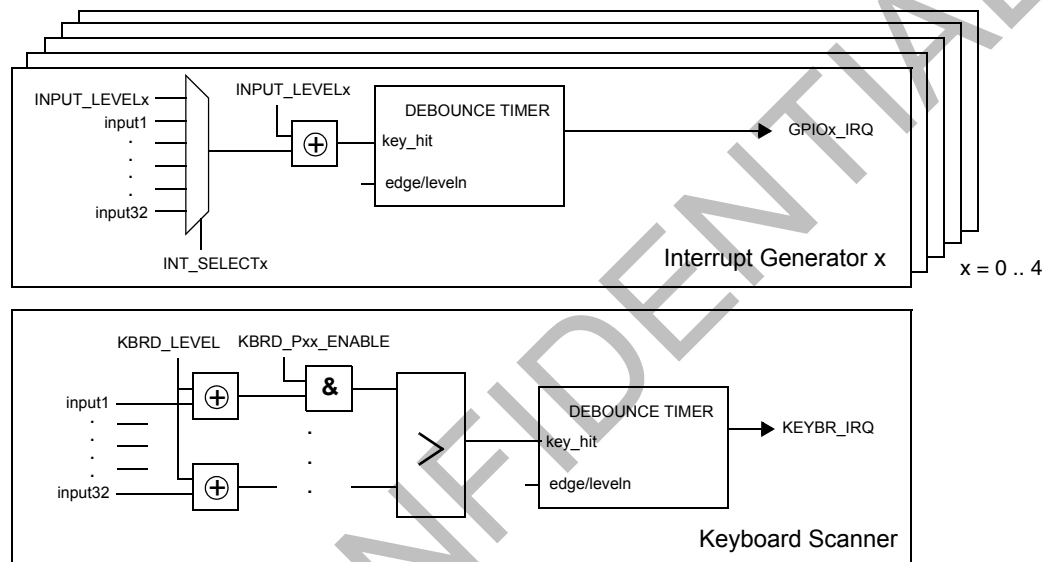 INPUT_LEVELx
INPUT_LEVELx
input1
.
.
.
.
input32
INT_SELECTx
+
DEBOUNCE TIMER
key_hit
edge/leveln
GPIOx_IRQ
Interrupt Generator x
x = 0 .. 4
KBRD_LEVEL
KBRD_Pxx_ENABLE
input1
.
.
.
.
input32
+
+
&
.
.
.
>
DEBOUNCE TIMER
key_hit
edge/leveln
KEYBR_IRQ
Keyboard Scanner
NFIDENTIAL